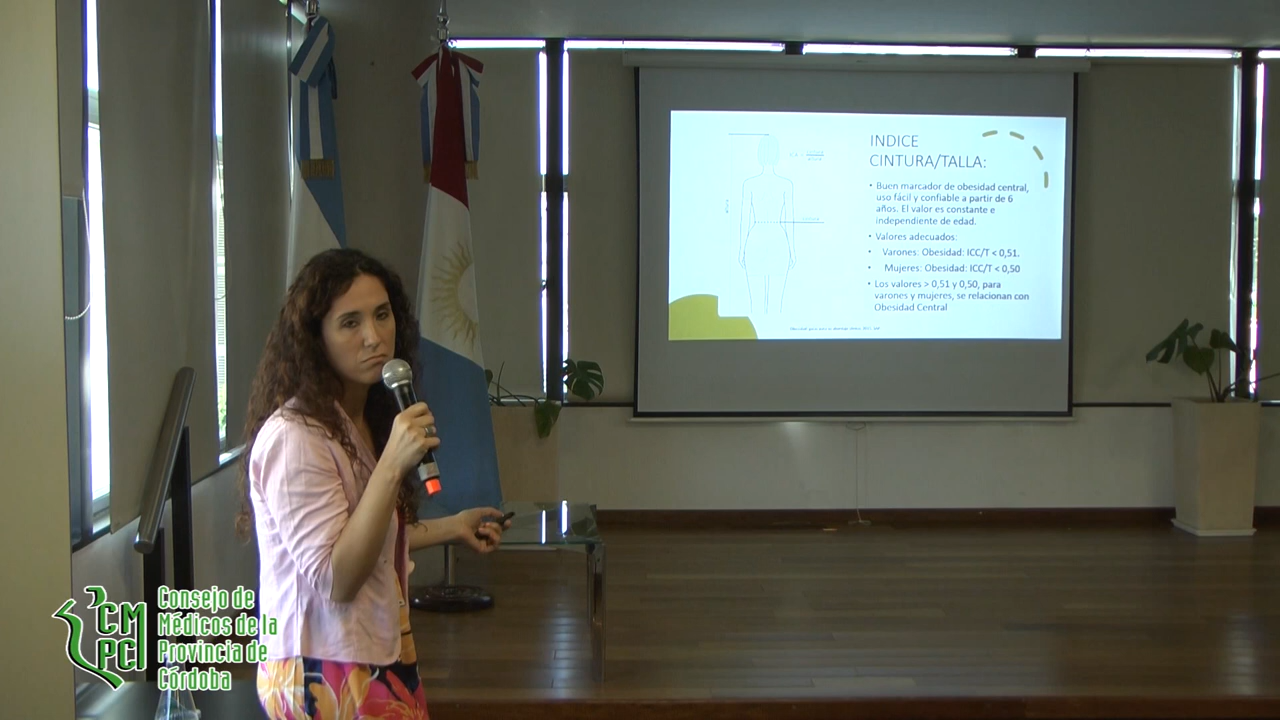 INDICE
CINTURA/TALLA:
• Buen marcador de obesidad central,
uso fácil y confiable a partir de 6
años. El valor es constante e
independiente de edad.
• Valores adecuados:
• Varones: Obesidad: ICC/T < 0,51.
• Mujeres: Obesidad: ICC/T < 0,50
• Los valores > 0,51 y 0,50, para
varones y mujeres, se relacionan con
Obesidad Central
CM
PC
Consejo de
Médicos de la
Provincia de
Córdoba